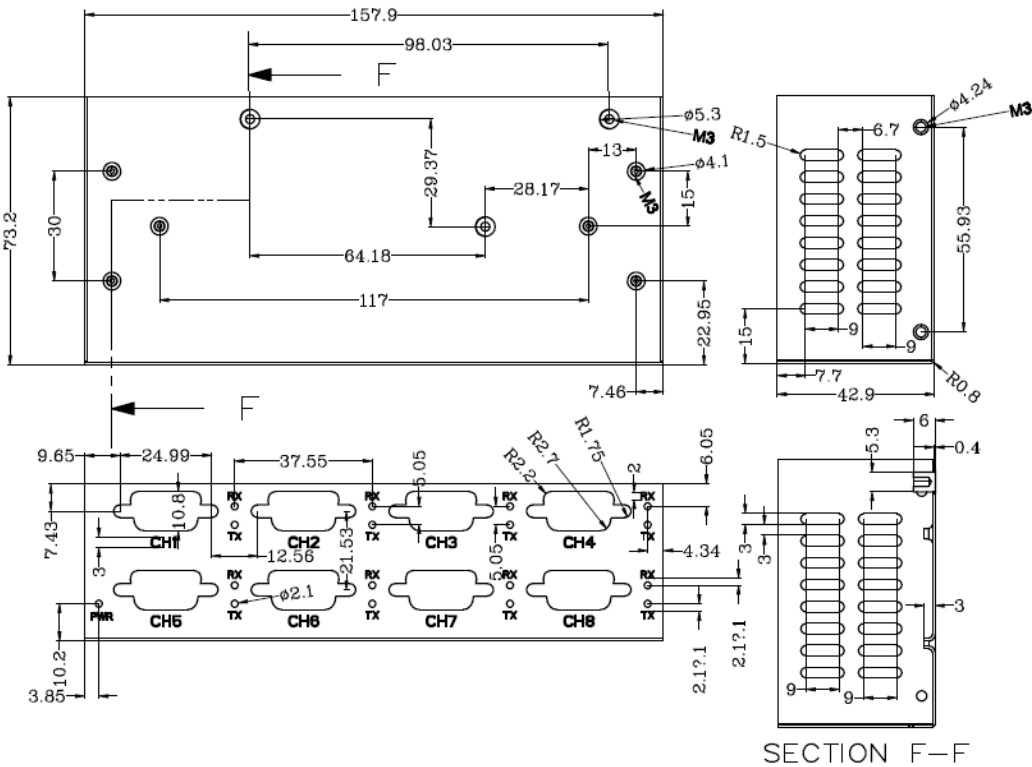 157.9
98.03
F
ø5.3
M3
13
ø4.1
M3
29.37
28.17
15
30
73.2
64.18
117
22.95
7.46
F
ø4.24
M3
R1.5
6.7
55.93
15
9
9
7.7
42.9
R0.8
9.65
24.99
37.55
5.05
R2.2
R2.7
R1.75
2
6.05
7.43
10.8
RX
RX
RX
RX
TX
TX
TX
TX
CH1
CH2
CH3
CH4
3
12.56
21.53
5.05
4.34
RX
RX
RX
RX
ø2.1
TX
TX
TX
TX
PWR
CH5
CH6
CH7
CH8
10.2
3.85
2.1?.1
2.1?.1
6
5.3
0.4
3
3
3
9
9
SECTION F-F